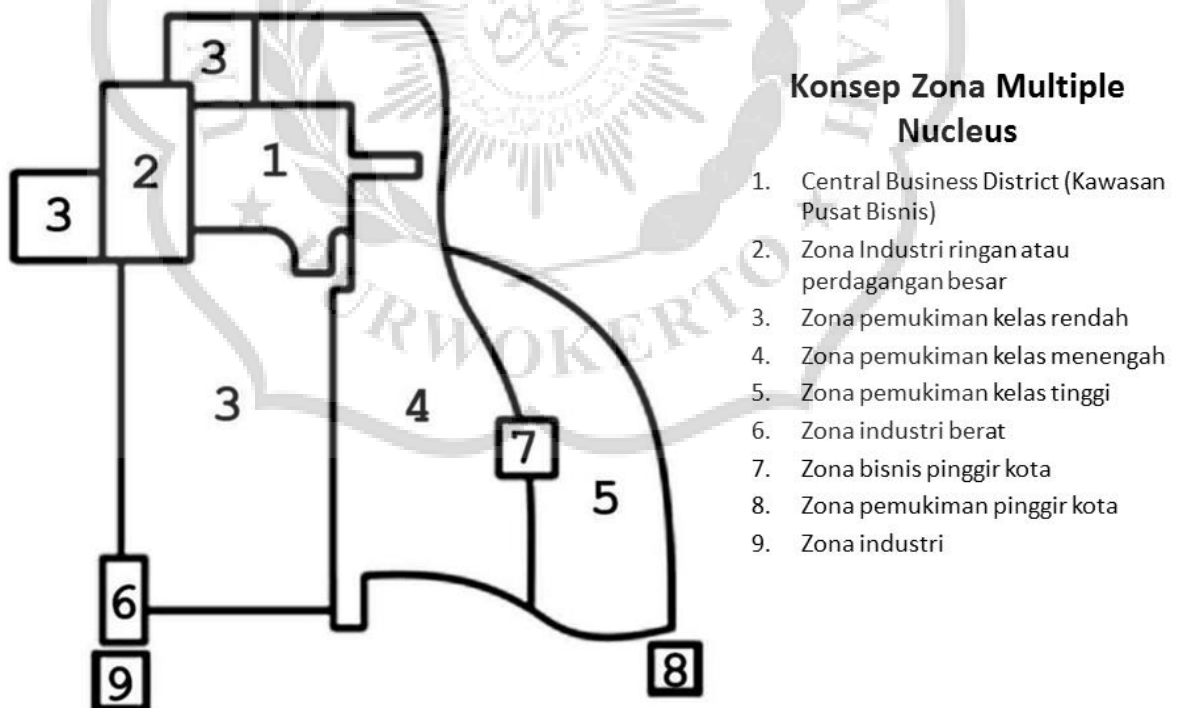 3
2
1
3
3
4
7
5
6
9
8
Konsep Zona Multiple
Nucleus
1. Central Business District (Kawasan
Pusat Bisnis)
2. Zona Industri ringan atau
perdagangan besar
3. Zona pemukiman kelas rendah
4. Zona pemukiman kelas menengah
5. Zona pemukiman kelas tinggi
6. Zona industri berat
7. Zona bisnis pinggir kota
8. Zona pemukiman pinggir kota
9. Zona industri
URWOKERTO